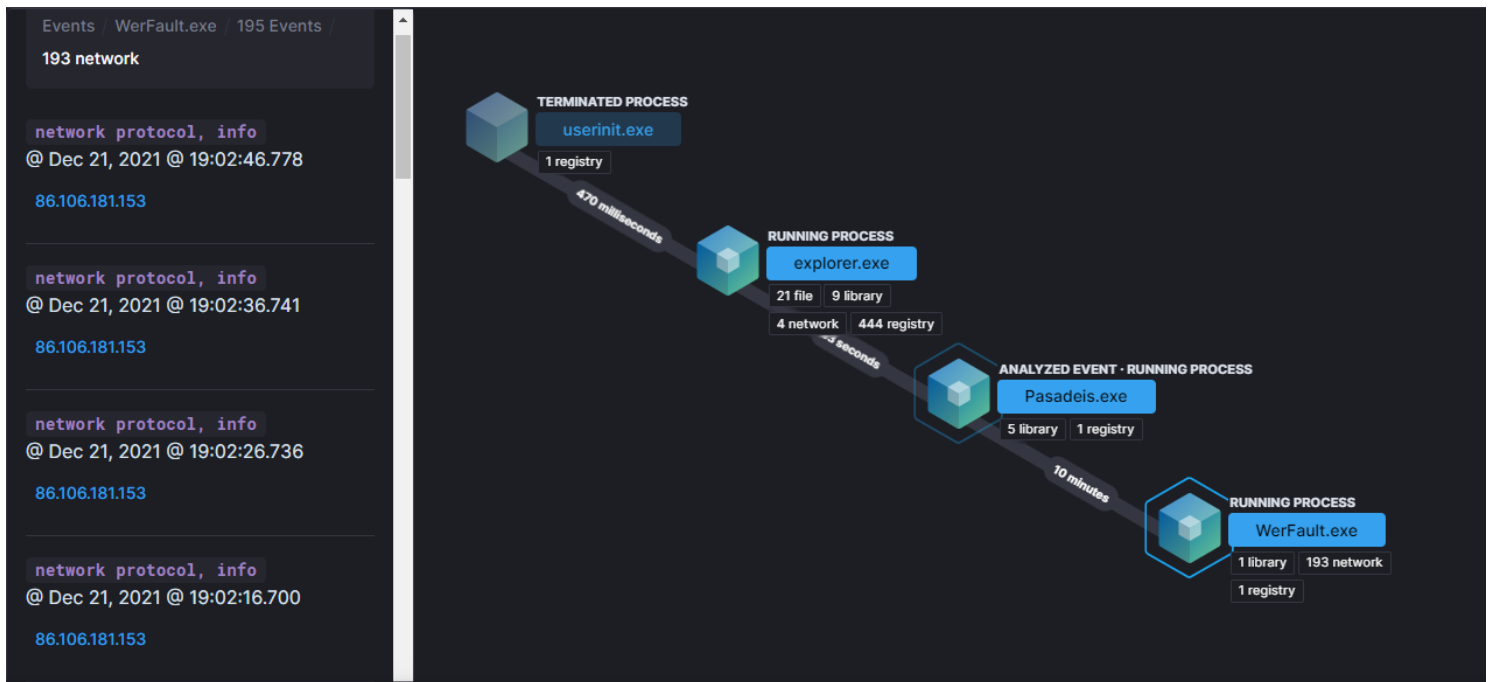 Events / WerFault.exe / 195 Events /
193 network
network protocol, info
@ Dec 21, 2021 @ 19:02:46.778
86.106.181.153
network protocol, info
@ Dec 21, 2021 @ 19:02:36.741
86.106.181.153
network protocol, info
@ Dec 21, 2021 @ 19:02:26.736
86.106.181.153
network protocol, info
@ Dec 21, 2021 @ 19:02:16.700
86.106.181.153
TERMINATED PROCESS
userinit.exe
1 registry
470 milliseconds
RUNNING PROCESS
explorer.exe
21 file 9 library
4 network 444 registry
seconds
ANALYZED EVENT · RUNNING PROCESS
Pasadeis.exe
5 library 1 registry
10 minutes
RUNNING PROCESS
WerFault.exe
1 library 193 network
1 registry